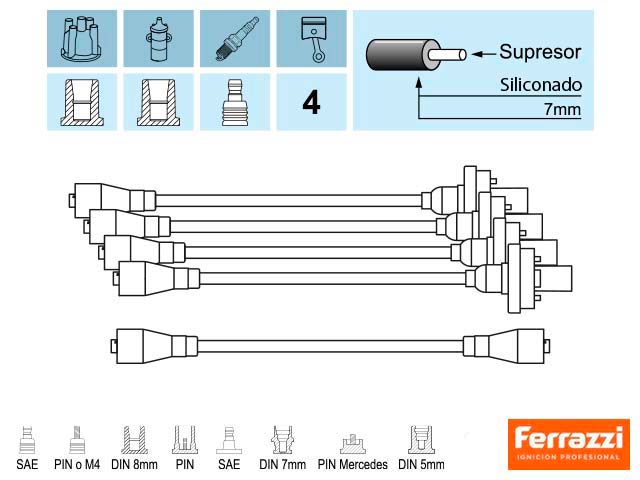 Supresor
Siliconado
7mm
4
SAE PIN o M4 DIN 8mm PIN SAE DIN 7mm PIN Mercedes DIN 5mm
Ferrazzi
IGNICION PROFESIONAL